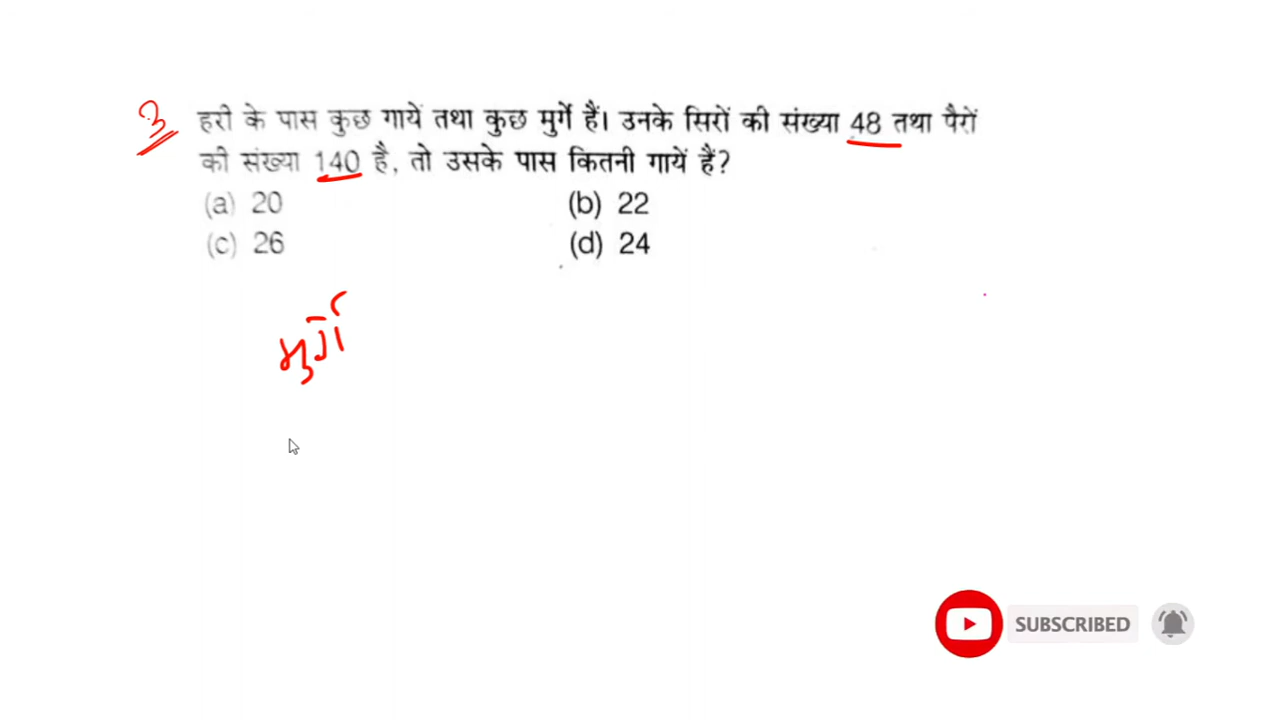 3 हरी के पास कुछ गायें तथा कुछ मुर्गे हैं। उनके सिरों की संख्या 48 तथा पैरों
की संख्या 140 है, तो उसके पास कितनी गायें हैं?
(a) 20 (b) 22
(c) 26 (d) 24
मुर्गा
SUBSCRIBED